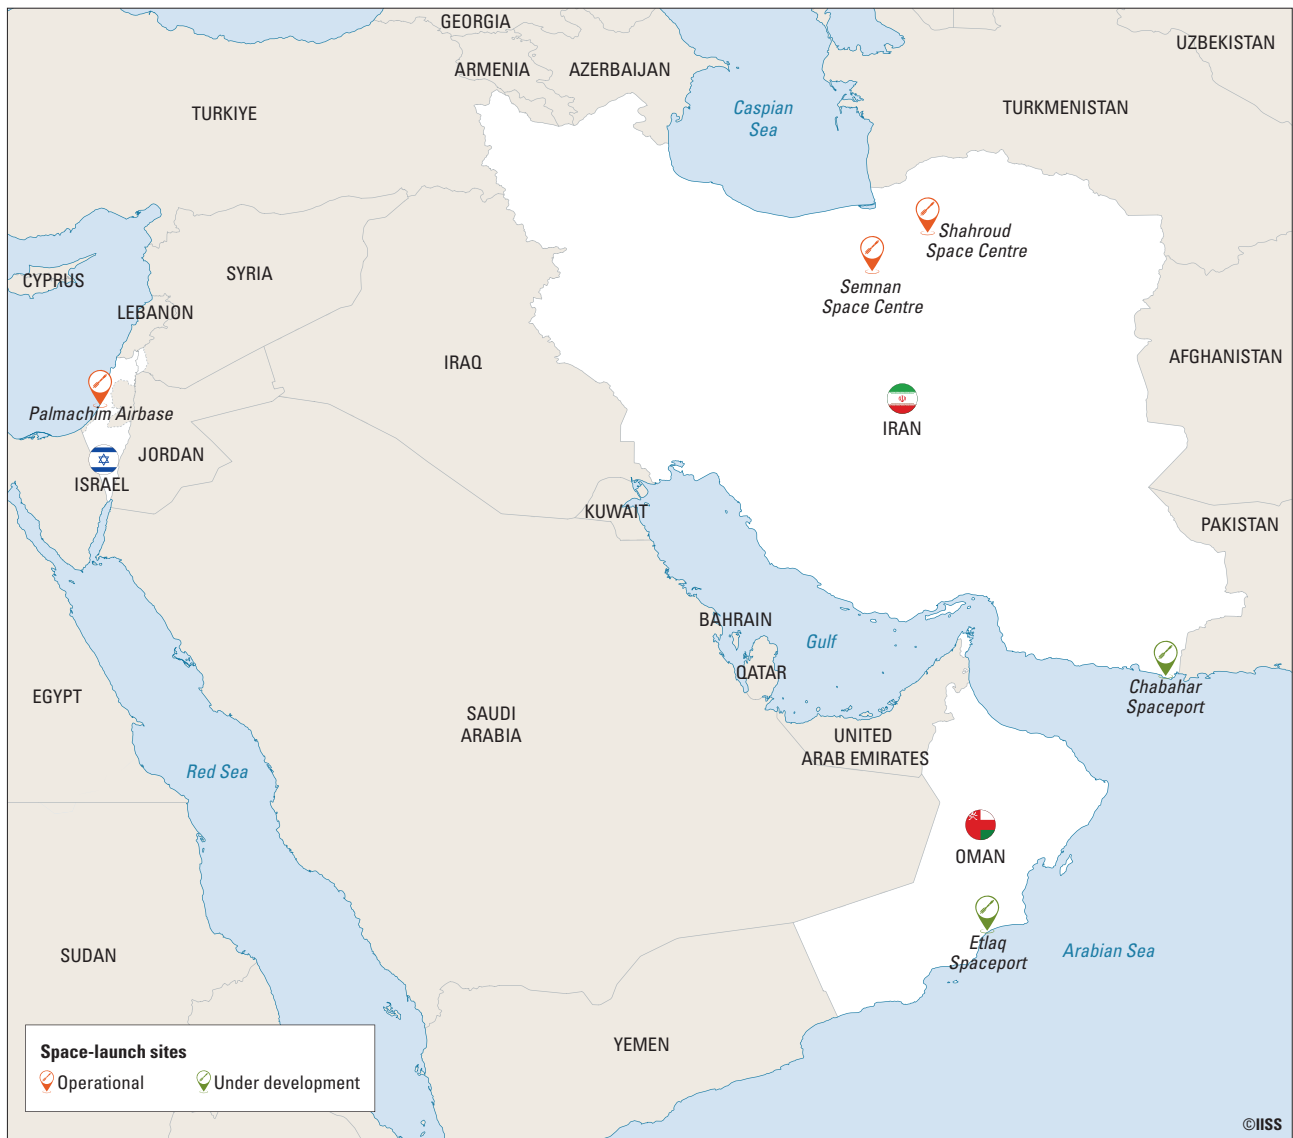 GEORGIA
UZBEKISTAN
ARMENIA
AZERBAIJAN
TURKIYE
Caspian
Sea
TURKMENISTAN
Shahroud
Space Centre
SYRIA
CYPRUS
Semnan
Space Centre
LEBANON
IRAQ
AFGHANISTAN
Palmachim Airbase
IRAN
JORDAN
ISRAEL
KUWAIT
PAKISTAN
BAHRAIN
Gulf
QATAR
Chabahar
Spaceport
EGYPT
SAUDI
ARABIA
UNITED
ARAB EMIRATES
Red Sea
OMAN
Etlaq
Spaceport
Arabian Sea
SUDAN
YEMEN
Space-launch sites
Operational
Under development
©IISS